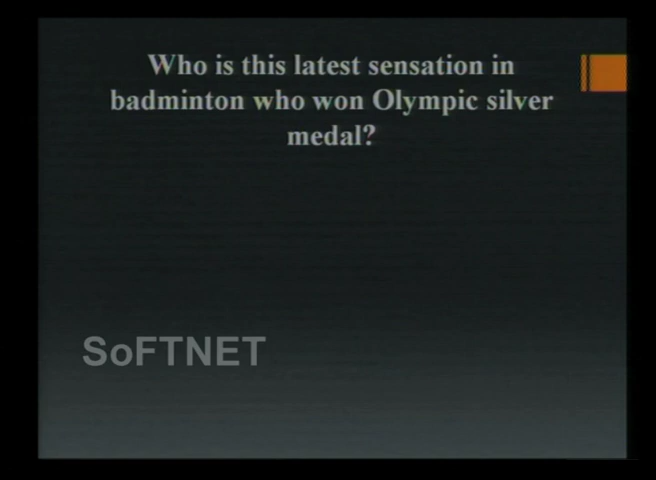 Who is this latest sensation in
badminton who won Olympic silver
medal?
SoFTNET